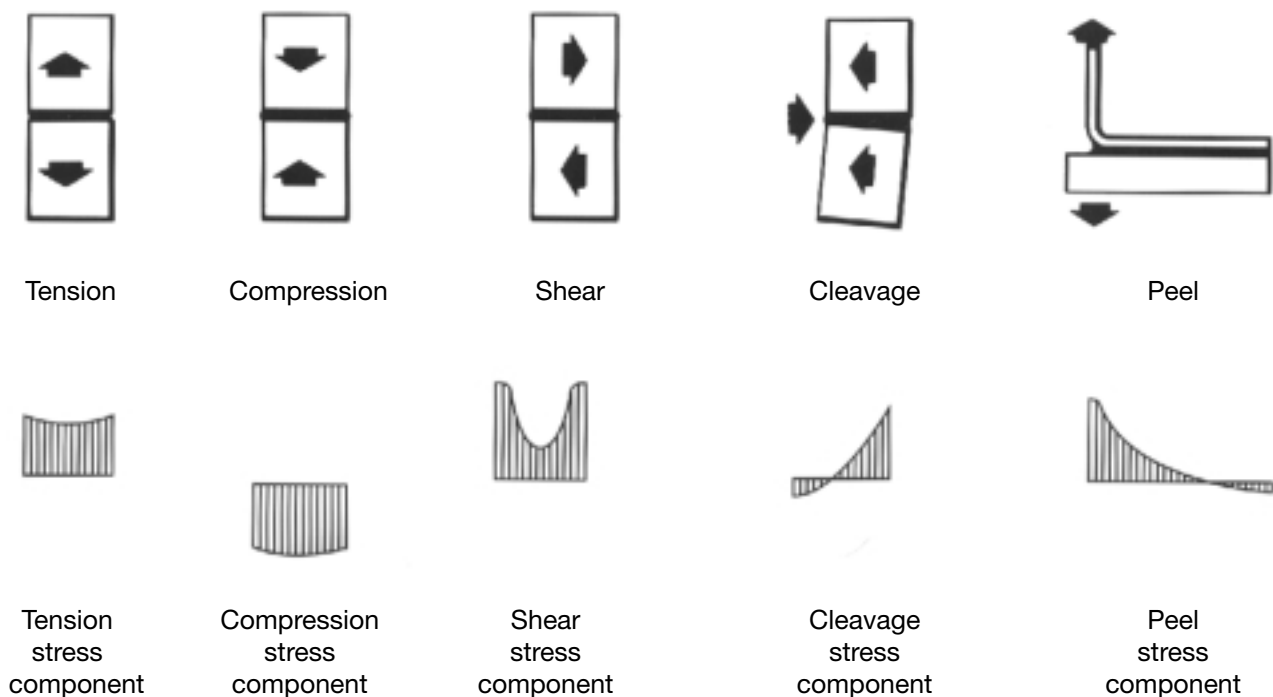 Tension
Compression
Shear
Cleavage
Peel
Tension
stress
component
Compression
stress
component
Shear
stress
component
Cleavage
stress
component
Peel
stress
component